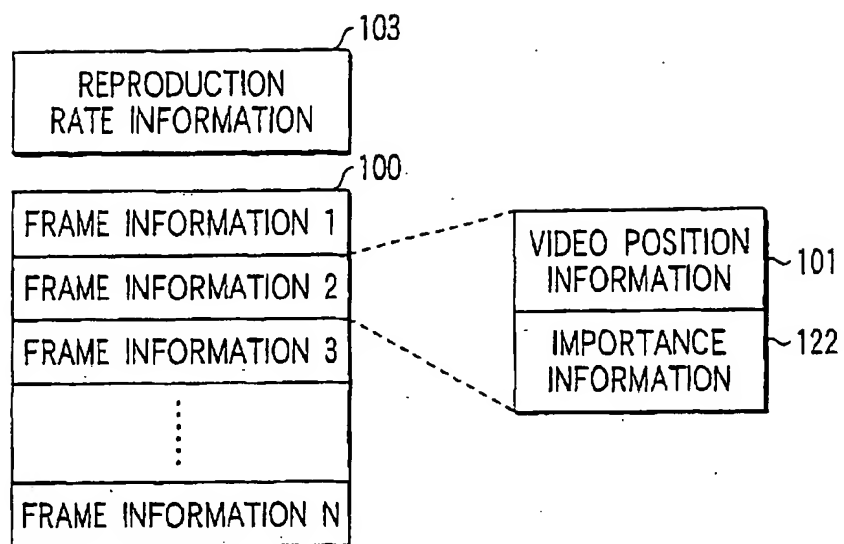 103
REPRODUCTION
RATE INFORMATION
100
FRAME INFORMATION 1
FRAME INFORMATION 2
FRAME INFORMATION 3
FRAME INFORMATION N
VIDEO POSITION
INFORMATION
101
IMPORTANCE
INFORMATION
122